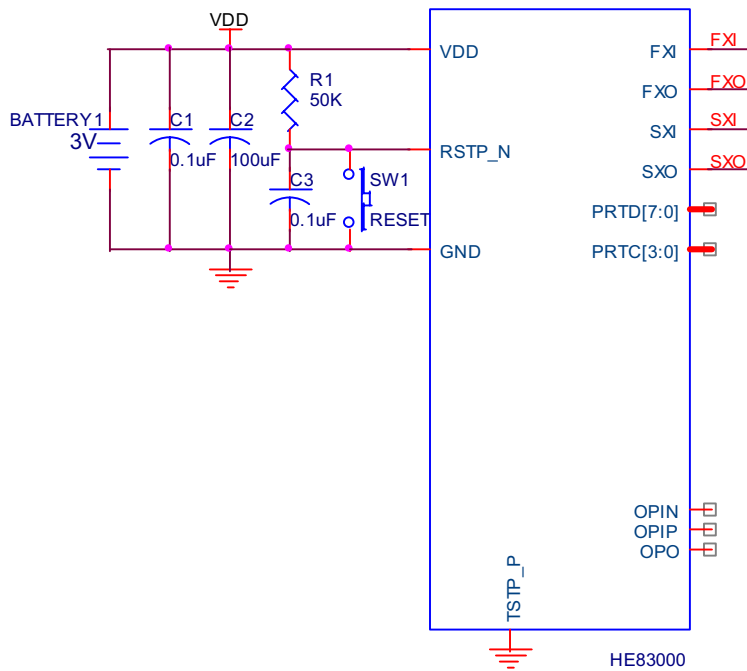 VDD
BATTERY1
3V
C1
0.1uF
C2
100uF
R1
50K
C3
0.1uF
SW1
RESET
VDD
RSTP_N
GND
FXI
FXO
SXI
SXO
PRTD[7:0]
PRTC[3:0]
FXI
FXO
SXI
SXO
OPIN
OPIP
OPO
TSTP_P
HE83000